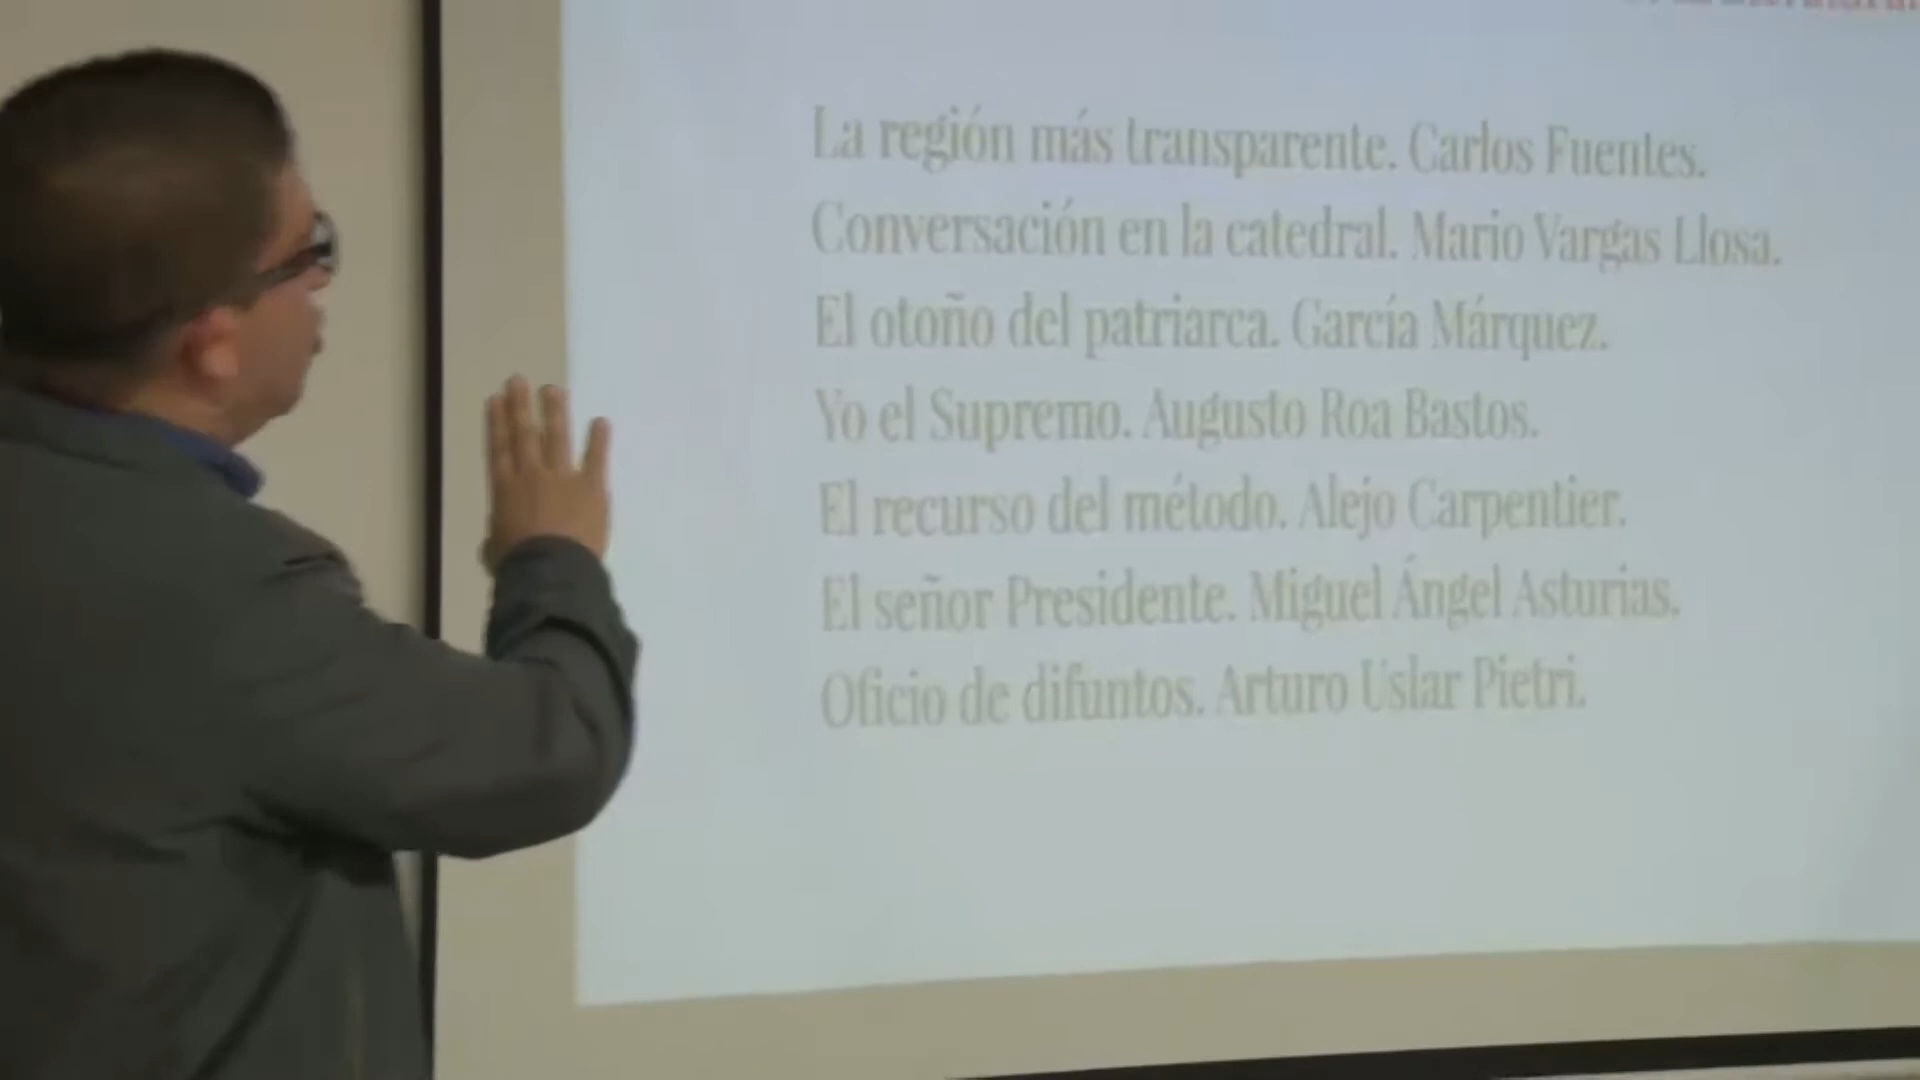 La región más transparente. Carlos Fuentes.
Conversación en la catedral. Mario Vargas Llosa.
El otoño del patriarca. García Márquez.
Yo el Supremo. Augusto Roa Bastos.
El recurso del método. Alejo Carpentier.
El señor Presidente. Miguel Ángel Asturias.
Oficio de difuntos. Arturo Uslar Pietri.